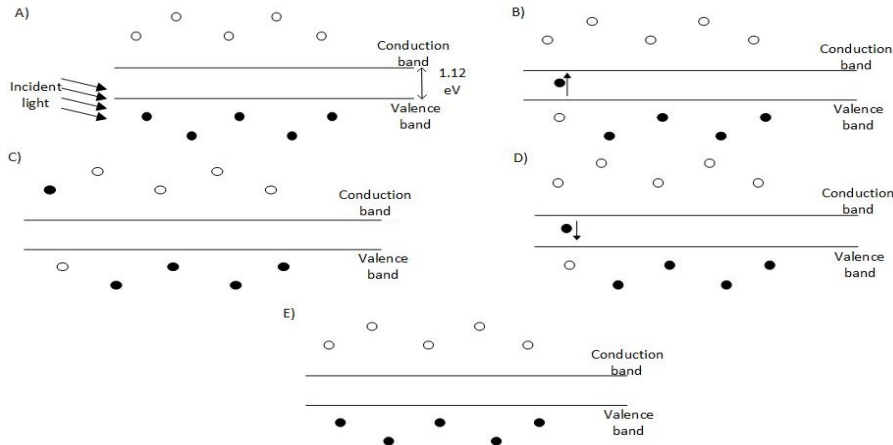 A)
Conduction
band
1.12
eV
Incident
light
Valence
band
B)
Conduction
band
Valence
band
C)
Conduction
band
Valence
band
D)
Conduction
band
Valence
band
E)
Conduction
band
Valence
band